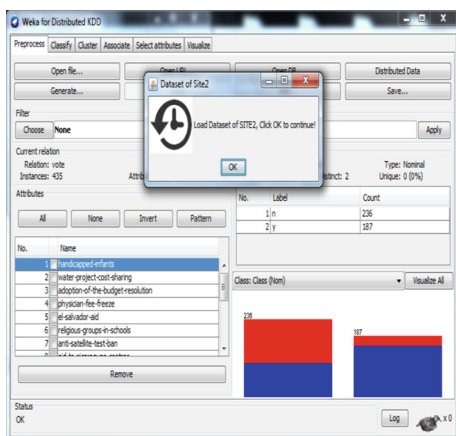 Weka for Distributed KDD
Preprocess Classify Cluster Associate Select attributes Visualize
Open file... Open DB Distributed Data
Generate... Save...
Filter
Choose None Apply
Current relation
Relation: vote Type: Nominal
Instances: 435 2 Unique: 0 (0%)
Dataset of Site2
Load Dataset of SITE2, Click OK to continue!
OK
Attributes
All None Invert Pattern
No. Name
1 handicapped-infants
2 water-project-cost-sharing
3 adoption-of-the-budget-resolution
4 physician-fee-freeze
5 el-salvador-aid
6 religious-groups-in-schools
7 anti-satellite-test-ban
Remove
No. Label Count
1 n 236
2 y 187
Class: Class (Nom) Visualize All
236
187
Status
OK
Log x 0